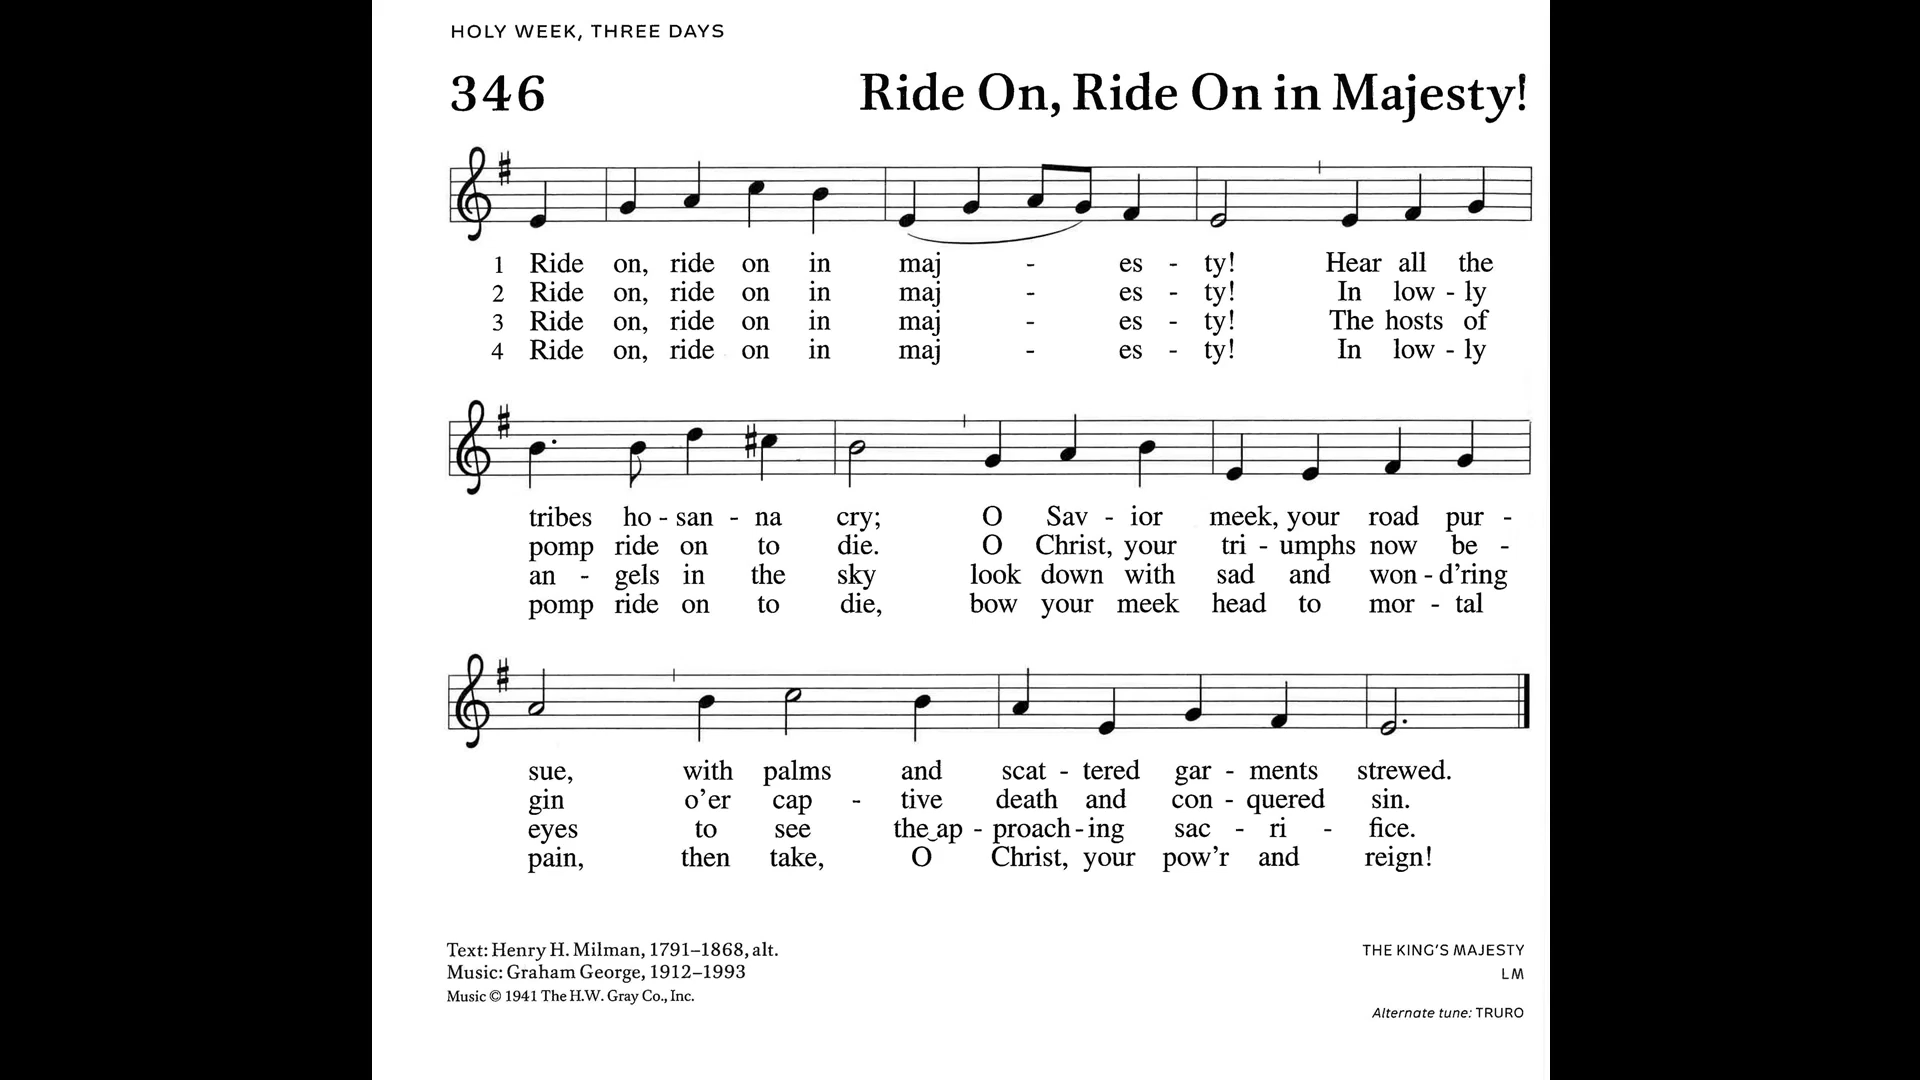 HOLY WEEK, THREE DAYS
346 Ride On, Ride On in Majesty!
1 Ride on, ride on in maj - es - ty! Hear all the
2 Ride on, ride on in maj - es - ty! In low - ly
3 Ride on, ride on in maj - es - ty! The hosts of
4 Ride on, ride on in maj - es - ty! In low - ly
tribes ho - san - na cry; O Sav - ior meek, your road pur -
pomp ride on to die. O Christ, your tri - umphs now be -
an - gels in the sky look down with sad and won - d'ring
pomp ride on to die, bow your meek head to mor - tal
sue, with palms and scat - tered gar - ments strewed.
gin o'er cap - tive death and con - quered sin.
eyes to see the‿ap - proach - ing sac - ri - fice.
pain, then take, O Christ, your pow'r and reign!
Text: Henry H. Milman, 1791–1868, alt.
Music: Graham George, 1912–1993
Music © 1941 The H.W. Gray Co., Inc.
THE KING'S MAJESTY
LM
Alternate tune: TRURO